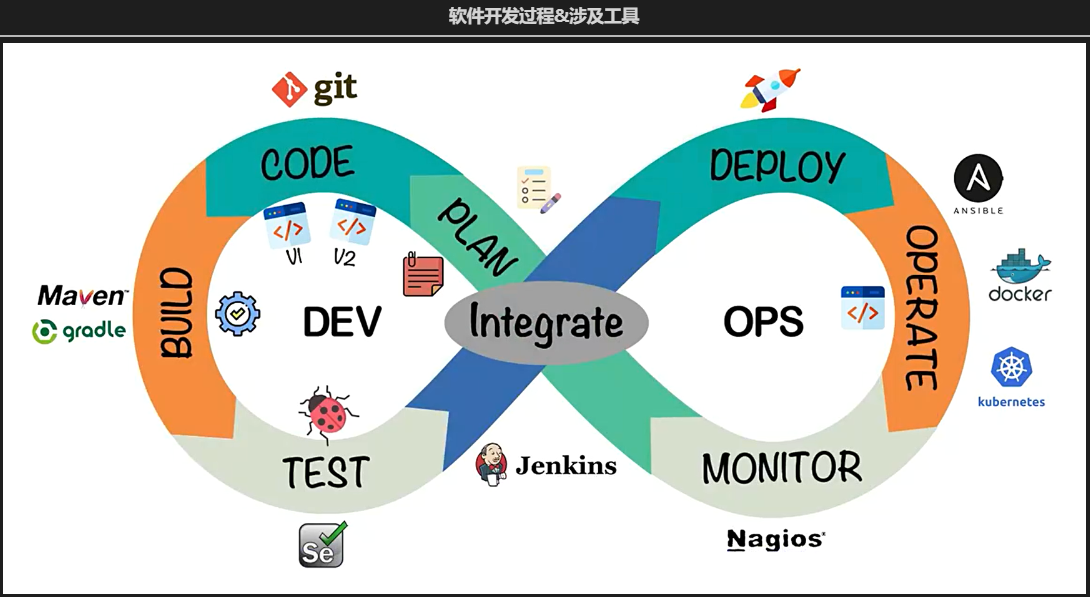 软件开发过程&涉及工具
git
CODE
DEPLOY
PLAN
ANSIBLE
V1
V2
OPERATE
docker
Maven™
gradle
BUILD
DEV
Integrate
OPS
kubernetes
TEST
Jenkins
MONITOR
Se
Nagios®